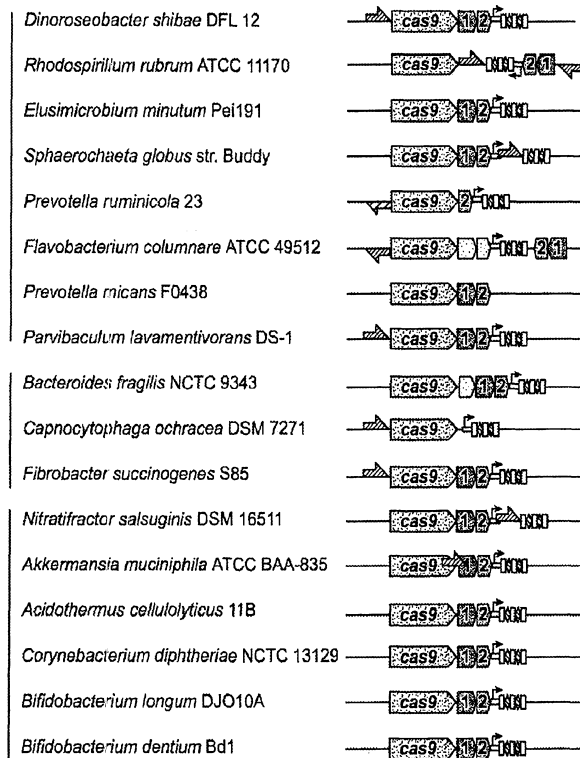 Dinoroseobacter shibae DFL 12 cas9 1 2
Rhodospirillum rubrum ATCC 11170 cas9 2 1
Elusimicrobium minutum Pei191 cas9 1 2
Sphaerochaeta globus str. Buddy cas9 1 2
Prevotella ruminicola 23 cas9 2
Flavobacterium columnare ATCC 49512 cas9 2 1
Prevotella micans F0438 cas9 1 2
Parvibaculum lavamentivorans DS-1 cas9 1 2
Bacteroides fragilis NCTC 9343 cas9 1 2
Capnocytophaga ochracea DSM 7271 cas9
Fibrobacter succinogenes S85 cas9 1 2
Nitratifractor salsuginis DSM 16511 cas9 1 2
Akkermansia muciniphila ATCC BAA-835 cas9 1 2
Acidothermus cellulolyticus 11B cas9 1 2
Corynebacterium diphtheriae NCTC 13129 cas9 1 2
Bifidobacterium longum DJO10A cas9 1 2
Bifidobacterium dentium Bd1 cas9 1 2